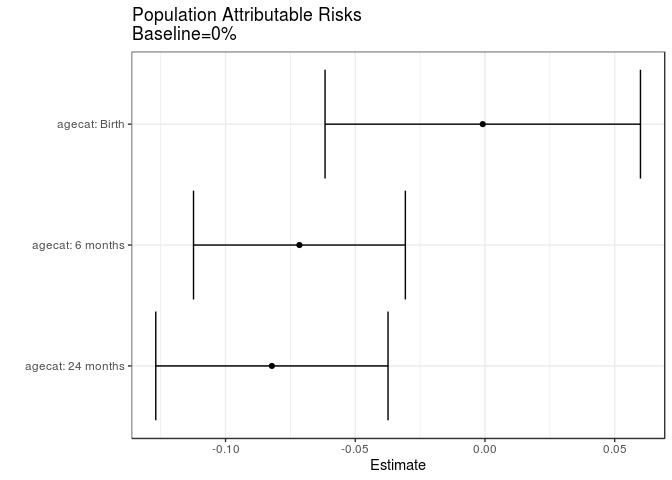 Population Attributable Risks
Baseline=0%
agecat: Birth
agecat: 6 months
agecat: 24 months
-0.10
-0.05
0.00
0.05
Estimate